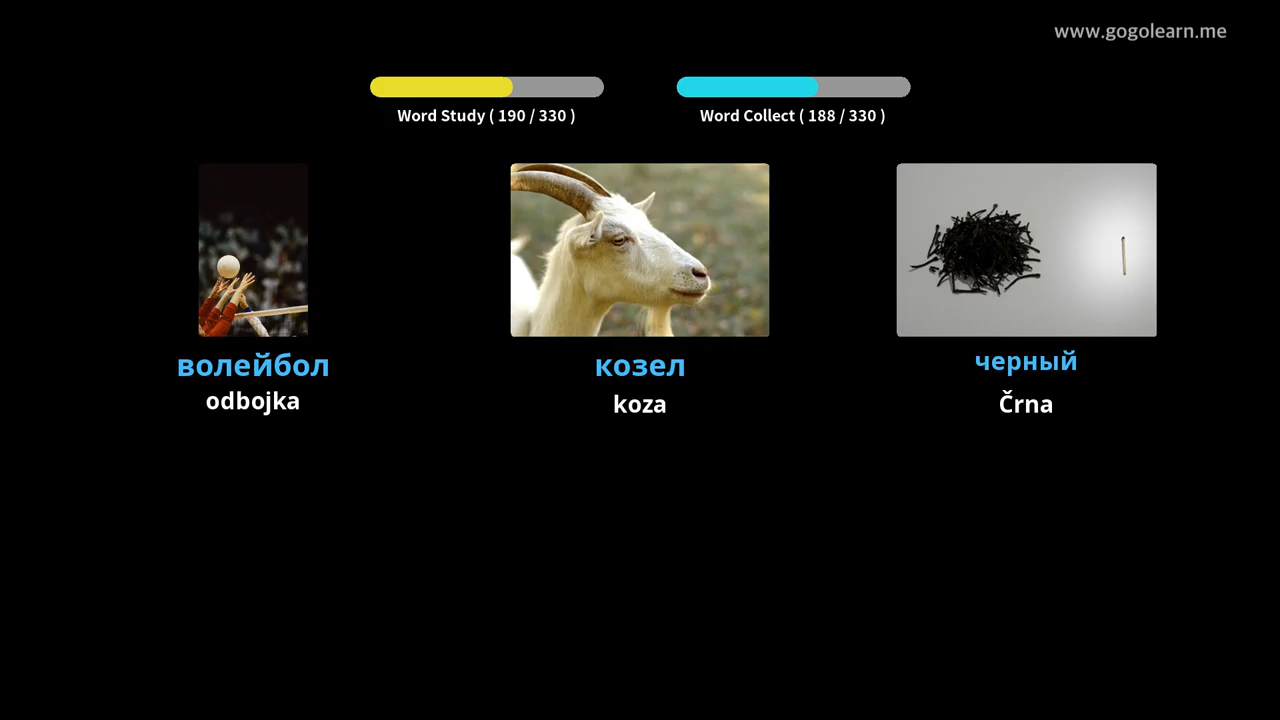 www.gogolearn.me
Word Study ( 190 / 330 )
Word Collect ( 188 / 330 )
волейбол
odbojka
козел
koza
черный
Črna